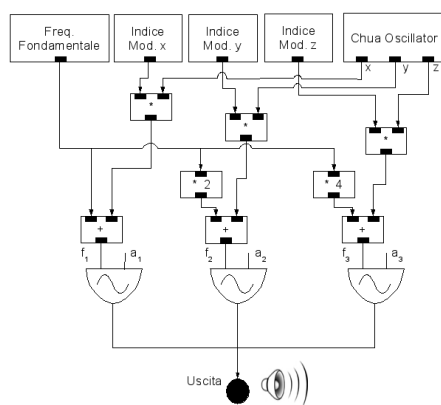 Freq.
Fondamentale
Indice
Mod. x
Indice
Mod. y
Indice
Mod. z
Chua Oscillator
x
y
z
*
*
*
* 2
* 4
+
+
+
f1
a1
f2
a2
f3
a3
Uscita